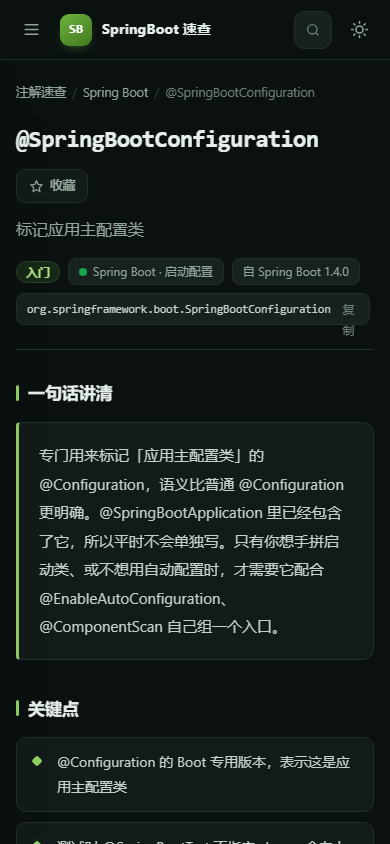 SB SpringBoot 速查
注解速查 / Spring Boot / @SpringBootConfiguration
@SpringBootConfiguration
收藏
标记应用主配置类
入门 Spring Boot · 启动配置 自 Spring Boot 1.4.0
org.springframework.boot.SpringBootConfiguration 复制
一句话讲清
专门用来标记「应用主配置类」的
@Configuration，语义比普通 @Configuration
更明确。@SpringBootApplication 里已经包含
了它，所以平时不会单独写。只有你想手拼启
动类、或不想用自动配置时，才需要它配合
@EnableAutoConfiguration、
@ComponentScan 自己组一个入口。
关键点
@Configuration 的 Boot 专用版本，表示这是应
用主配置类